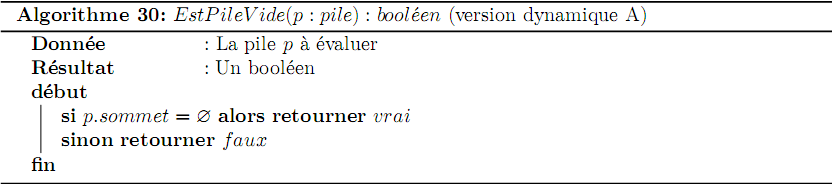 Algorithme 30: EstPileVide(p : pile) : booléen (version dynamique A)
Donnée : La pile p à évaluer
Résultat : Un booléen
début
si p.sommet = ∅ alors retourner vrai
sinon retourner faux
fin